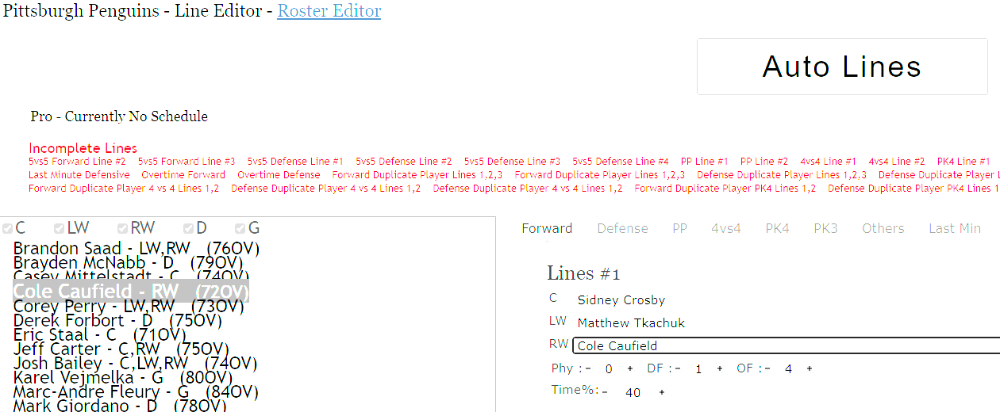 Pittsburgh Penguins - Line Editor - Roster Editor
Auto Lines
Pro - Currently No Schedule
Incomplete Lines
5vs5 Forward Line #2 5vs5 Forward Line #3 5vs5 Defense Line #1 5vs5 Defense Line #2 5vs5 Defense Line #3 5vs5 Defense Line #4 PP Line #1 PP Line #2 4vs4 Line #1 4vs4 Line #2 PK4 Line #1
Last Minute Defensive Overtime Forward Overtime Defense Forward Duplicate Player Lines 1,2,3 Forward Duplicate Player Lines 1,2,3 Defense Duplicate Player Lines 1,2,3 Defense Duplicate Player L
Forward Duplicate Player 4 vs 4 Lines 1,2 Defense Duplicate Player 4 vs 4 Lines 1,2 Defense Duplicate Player 4 vs 4 Lines 1,2 Forward Duplicate Player PK4 Lines 1,2 Defense Duplicate Player PK4 Lines 1
C LW RW D G
Brandon Saad - LW,RW (76OV)
Brayden McNabb - D (79OV)
Casey Mittelstadt - C (74OV)
Cole Caufield - RW (72OV)
Corey Perry - LW,RW (73OV)
Derek Forbort - D (75OV)
Eric Staal - C (71OV)
Jeff Carter - C,RW (75OV)
Josh Bailey - C,LW,RW (74OV)
Karel Vejmelka - G (80OV)
Marc-Andre Fleury - G (84OV)
Mark Giordano - D (78OV)
Forward Defense PP 4vs4 PK4 PK3 Others Last Min
Lines #1
C Sidney Crosby
LW Matthew Tkachuk
RW Cole Caufield
Phy : - 0 + DF : - 1 + OF : - 4 +
Time%: - 40 +